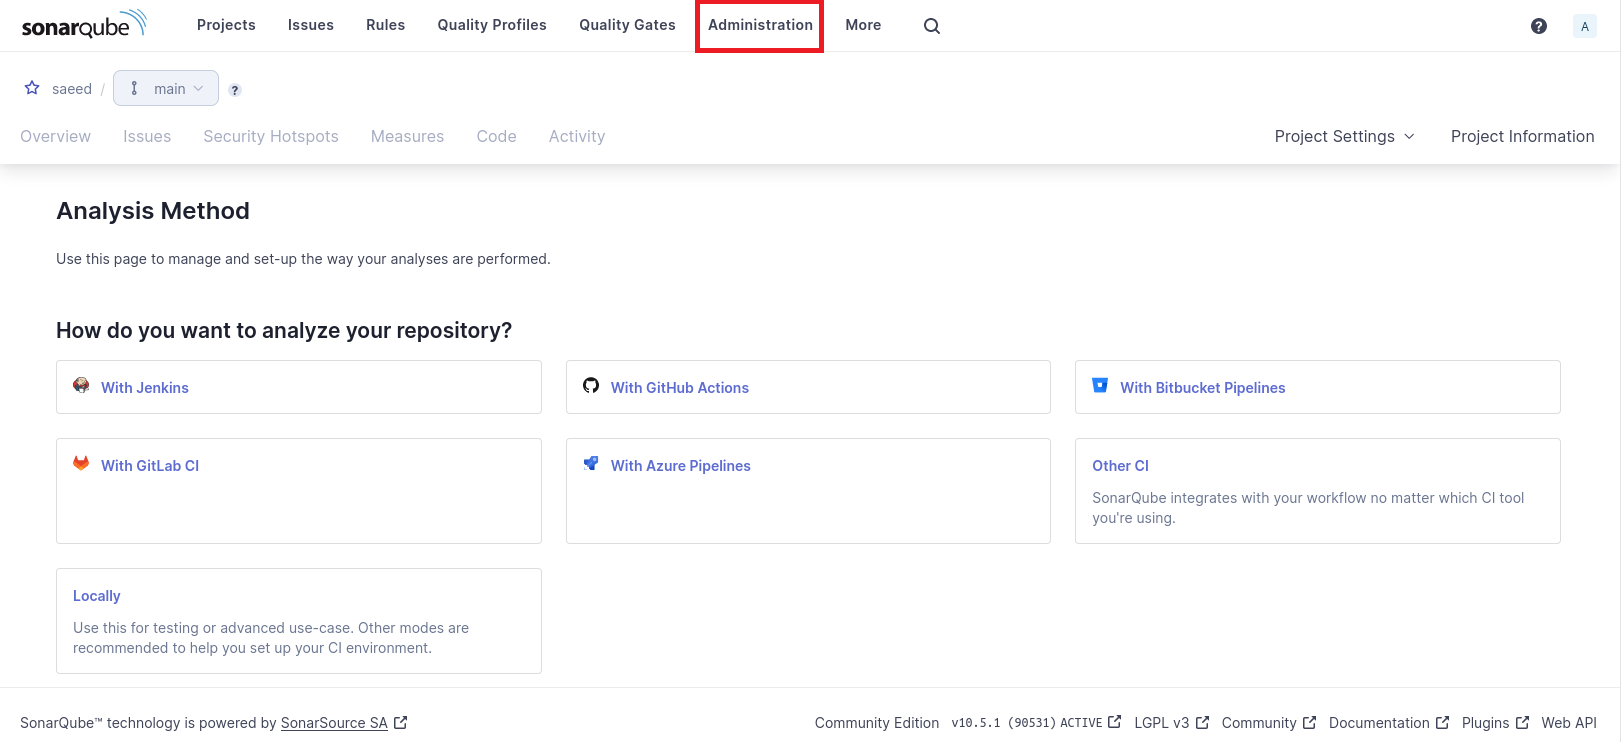 sonarqube Projects Issues Rules Quality Profiles Quality Gates Administration More ? A
saeed / main ?
Overview Issues Security Hotspots Measures Code Activity Project Settings Project Information
Analysis Method
Use this page to manage and set-up the way your analyses are performed.
How do you want to analyze your repository?
With Jenkins With GitHub Actions With Bitbucket Pipelines
With GitLab CI With Azure Pipelines Other CI
SonarQube integrates with your workflow no matter which CI tool
you're using.
Locally
Use this for testing or advanced use-case. Other modes are
recommended to help you set up your CI environment.
SonarQube™ technology is powered by SonarSource SA Community Edition v10.5.1 (90531) ACTIVE LGPL v3 Community Documentation Plugins Web API